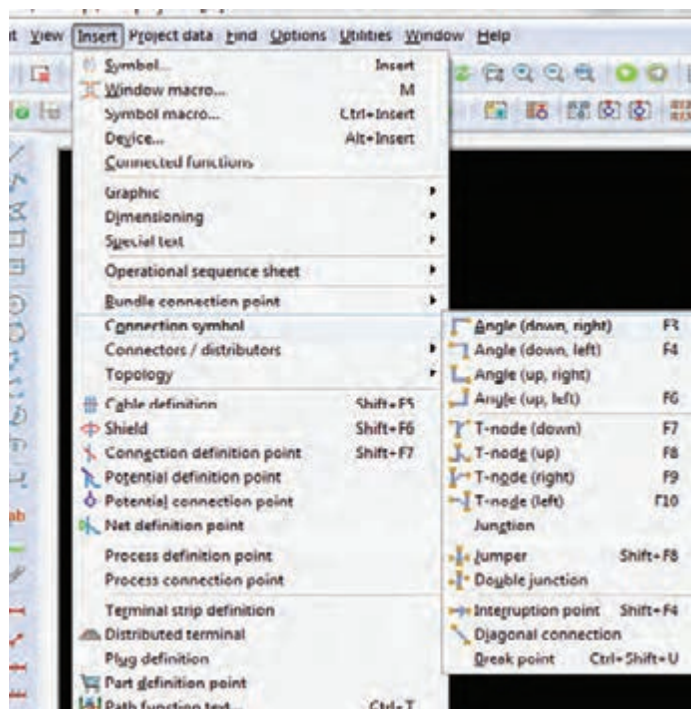 View Insert Project data Find Options Utilities Window Help
Symbol... Insert
Window macro... M
Symbol macro... Ctrl+Insert
Device... Alt+Insert
Connected functions
Graphic
Dimensioning
Special text
Operational sequence sheet
Bundle connection point
Connection symbol
Connectors / distributors
Topology
Cable definition Shift+F5
Shield Shift+F6
Connection definition point Shift+F7
Potential definition point
Potential connection point
Net definition point
Process definition point
Process connection point
Terminal strip definition
Distributed terminal
Plug definition
Part definition point
Path function text... Ctrl+T
Angle (down, right) F3
Angle (down, left) F4
Angle (up, right)
Angle (up, left) F6
T-node (down) F7
T-node (up) F8
T-node (right) F9
T-node (left) F10
Junction
Jumper Shift+F8
Double junction
Interruption point Shift+F4
Diagonal connection
Break point Ctrl+Shift+U
ab